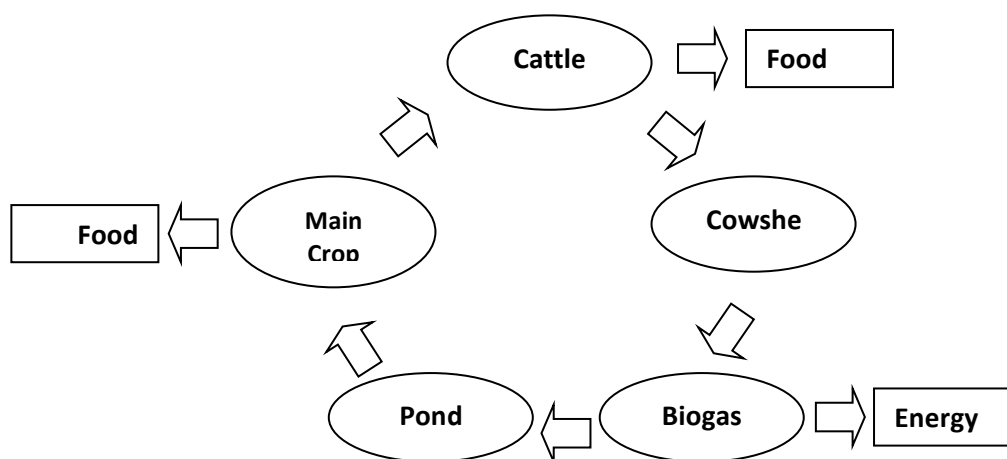 Cattle
Food
Main
Crop
Cowshe
Food
Pond
Biogas
Energy